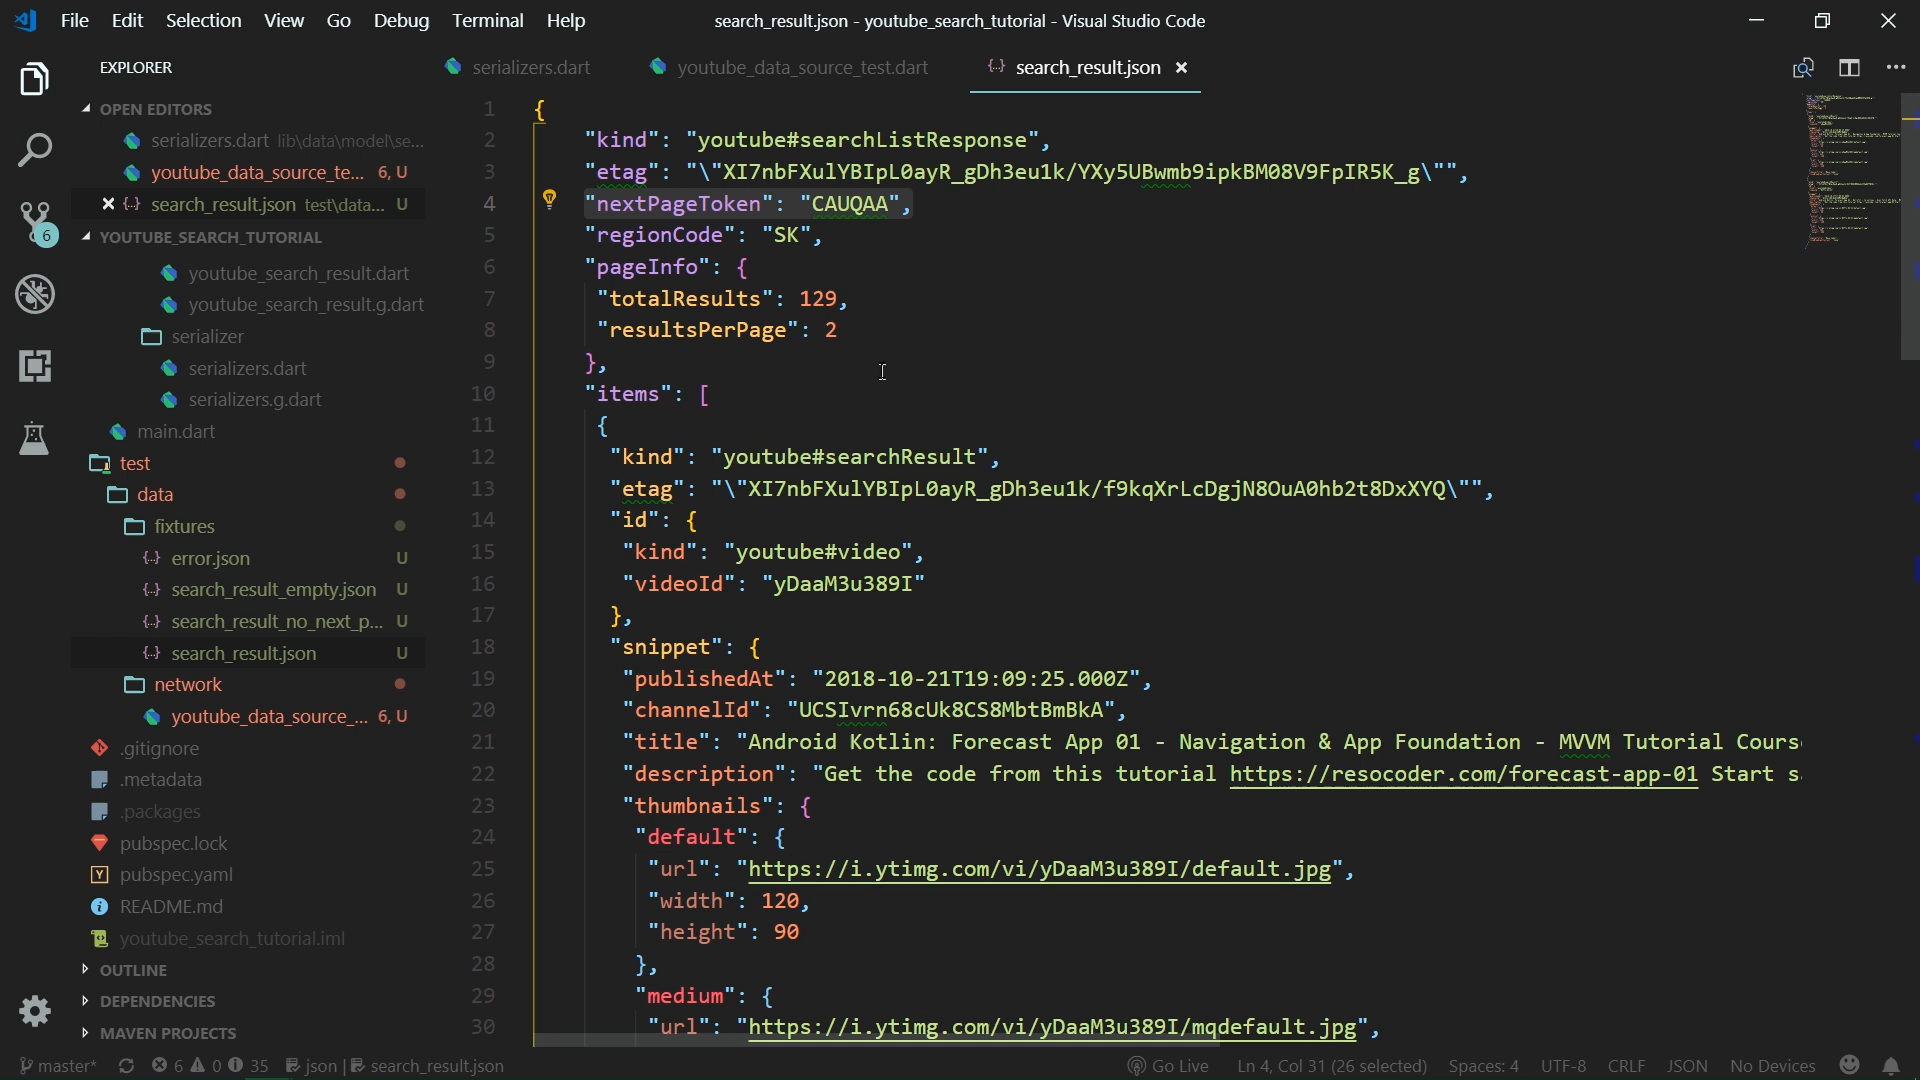 File Edit Selection View Go Debug Terminal Help
search_result.json - youtube_search_tutorial - Visual Studio Code
EXPLORER
OPEN EDITORS
serializers.dart lib\data\model\se...
youtube_data_source_te... 6, U
search_result.json test\data... U
6
YOUTUBE_SEARCH_TUTORIAL
youtube_search_result.dart
youtube_search_result.g.dart
serializer
serializers.dart
serializers.g.dart
main.dart
test
data
fixtures
error.json U
search_result_empty.json U
search_result_no_next_p... U
search_result.json U
network
youtube_data_source_... 6, U
.gitignore
.metadata
.packages
pubspec.lock
pubspec.yaml
README.md
youtube_search_tutorial.iml
OUTLINE
DEPENDENCIES
MAVEN PROJECTS
serializers.dart youtube_data_source_test.dart search_result.json
1 {
2 "kind": "youtube#searchListResponse",
3 "etag": "\"XI7nbFXulYBIpL0ayR_gDh3eu1k/YXy5UBwmb9ipkBM08V9FpIR5K_g\"",
4 "nextPageToken": "CAUQAA",
5 "regionCode": "SK",
6 "pageInfo": {
7 "totalResults": 129,
8 "resultsPerPage": 2
9 },
10 "items": [
11 {
12 "kind": "youtube#searchResult",
13 "etag": "\"XI7nbFXulYBIpL0ayR_gDh3eu1k/f9kqXrLcDgjN8OuA0hb2t8DxXYQ\"",
14 "id": {
15 "kind": "youtube#video",
16 "videoId": "yDaaM3u389I"
17 },
18 "snippet": {
19 "publishedAt": "2018-10-21T19:09:25.000Z",
20 "channelId": "UCSIvrn68cUk8CS8MbtBmBkA",
21 "title": "Android Kotlin: Forecast App 01 - Navigation & App Foundation - MVVM Tutorial Cours
22 "description": "Get the code from this tutorial https://resocoder.com/forecast-app-01 Start s
23 "thumbnails": {
24 "default": {
25 "url": "https://i.ytimg.com/vi/yDaaM3u389I/default.jpg",
26 "width": 120,
27 "height": 90
28 },
29 "medium": {
30 "url": "https://i.ytimg.com/vi/yDaaM3u389I/mqdefault.jpg",
master* 6 0 35 json | search_result.json Go Live Ln 4, Col 31 (26 selected) Spaces: 4 UTF-8 CRLF JSON No Devices